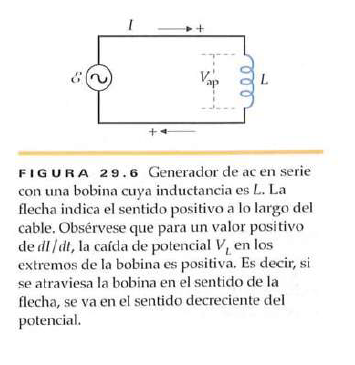 I +
ℰ V_ap L
+
FIGURA 29.6 Generador de ac en serie
con una bobina cuya inductancia es L. La
flecha indica el sentido positivo a lo largo del
cable. Obsérvese que para un valor positivo
de dI/dt, la caída de potencial V_L en los
extremos de la bobina es positiva. Es decir, si
se atraviesa la bobina en el sentido de la
flecha, se va en el sentido decreciente del
potencial.